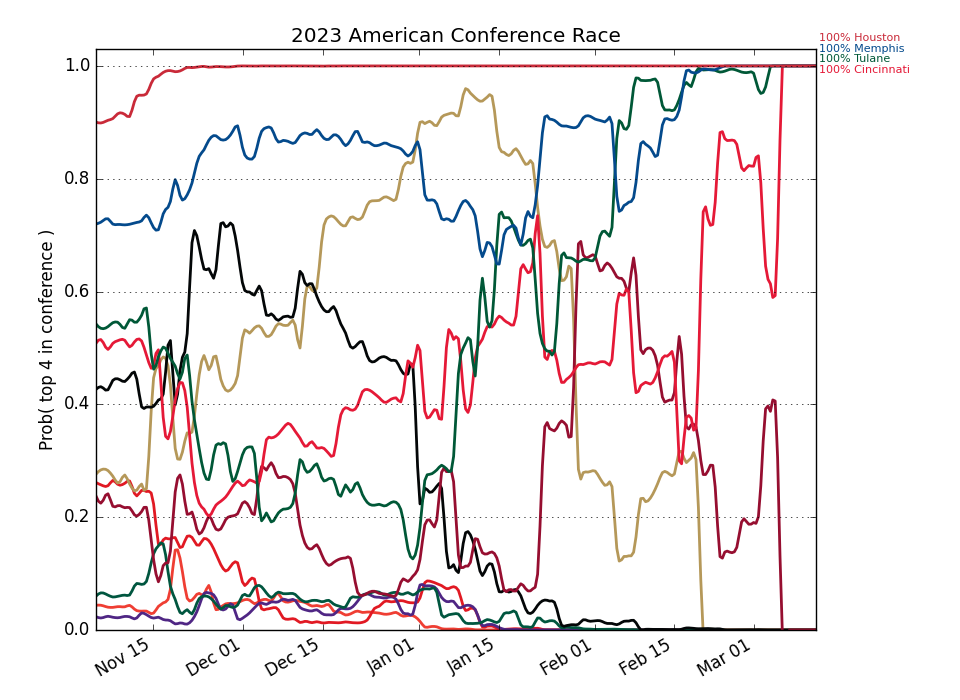 2023 American Conference Race
100% Houston
100% Memphis
100% Tulane
100% Cincinnati
Prob( top 4 in conference )
1.0
0.8
0.6
0.4
0.2
0.0
Nov 15
Dec 01
Dec 15
Jan 01
Jan 15
Feb 01
Feb 15
Mar 01